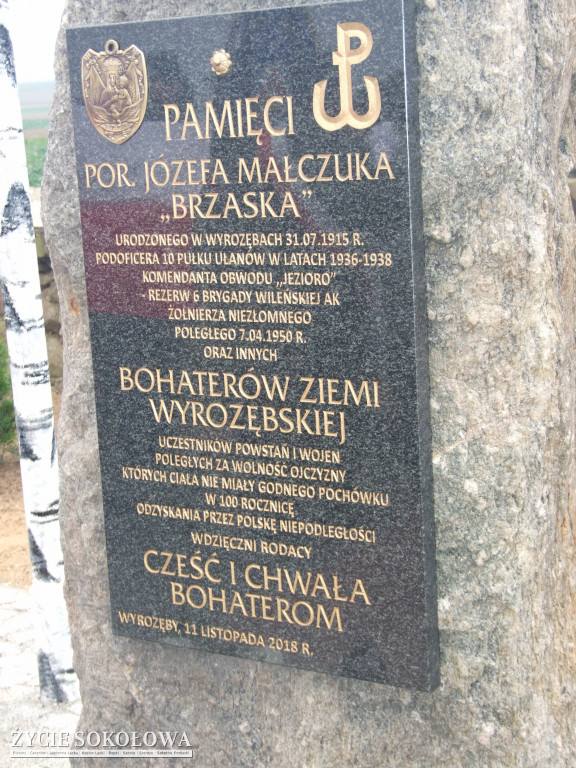 PAMIĘCI
POR. JÓZEFA MAŁCZUKA
„BRZASKA”
URODZONEGO W WYROZĘBACH 31.07.1915 R.
PODOFICERA 10 PUŁKU UŁANÓW W LATACH 1936-1938
KOMENDANTA OBWODU „JEZIORO”
- REZERW 6 BRYGADY WILEŃSKIEJ AK
ŻOŁNIERZA NIEZŁOMNEGO
POLEGŁEGO 7.04.1950 R.
ORAZ INNYCH
BOHATERÓW ZIEMI
WYROZĘBSKIEJ
UCZESTNIKÓW POWSTAŃ I WOJEN
POLEGŁYCH ZA WOLNOŚĆ OJCZYZNY
KTÓRYCH CIAŁA NIE MIAŁY GODNEGO POCHÓWKU
W 100 ROCZNICĘ
ODZYSKANIA PRZEZ POLSKĘ NIEPODLEGŁOŚCI
WDZIĘCZNI RODACY
CZEŚĆ I CHWAŁA
BOHATEROM
WYROZĘBY, 11 LISTOPADA 2018 R.
ŻYCIE SOKOŁOWA